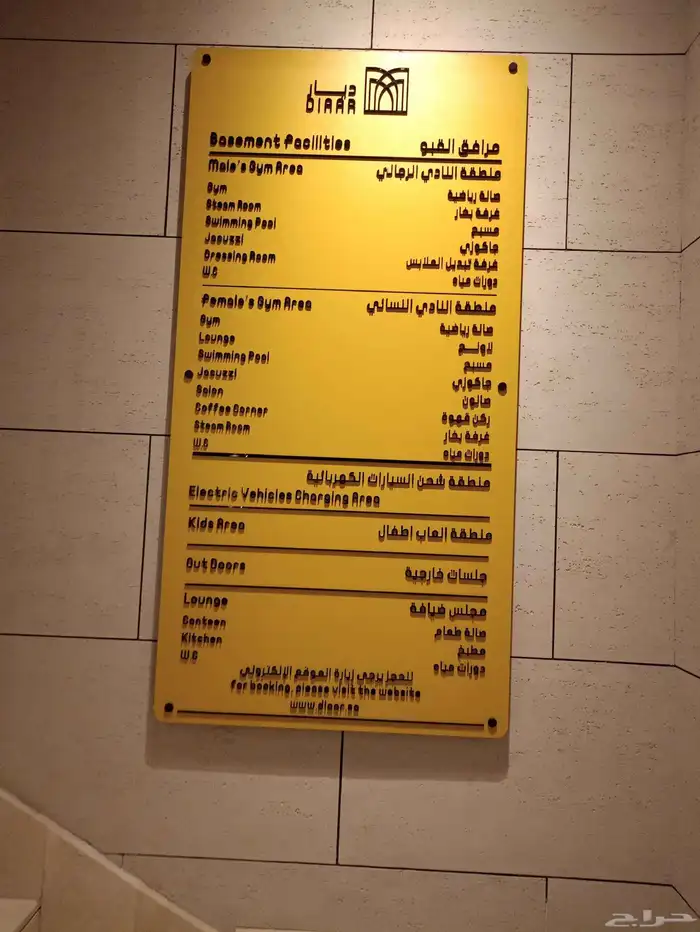 ديار
DIAAR
Basement Facilities مرافق القبو
Male's Gym Area منطقة النادي الرجالي
Gym صالة رياضية
Steam Room غرفة بخار
Swimming Pool مسبح
Jacuzzi جاكوزي
Dressing Room غرفة تبديل الملابس
W.C دورات مياه
Female's Gym Area منطقة النادي النسائي
Gym صالة رياضية
Lounge لاونج
Swimming Pool مسبح
Jacuzzi جاكوزي
Salon صالون
Coffee Corner ركن قهوة
Steam Room غرفة بخار
W.C دورات مياه
منطقة شحن السيارات الكهربائية
Electric Vehicles Charging Area
Kids Area منطقة العاب اطفال
Out Doors جلسات خارجية
Lounge مجلس ضيافة
Canteen صالة طعام
Kitchen مطبخ
W.C دورات مياه
للحجز يرجى زيارة الموقع الإلكتروني
for booking, please visit the website
www.diaar.sa
حراج